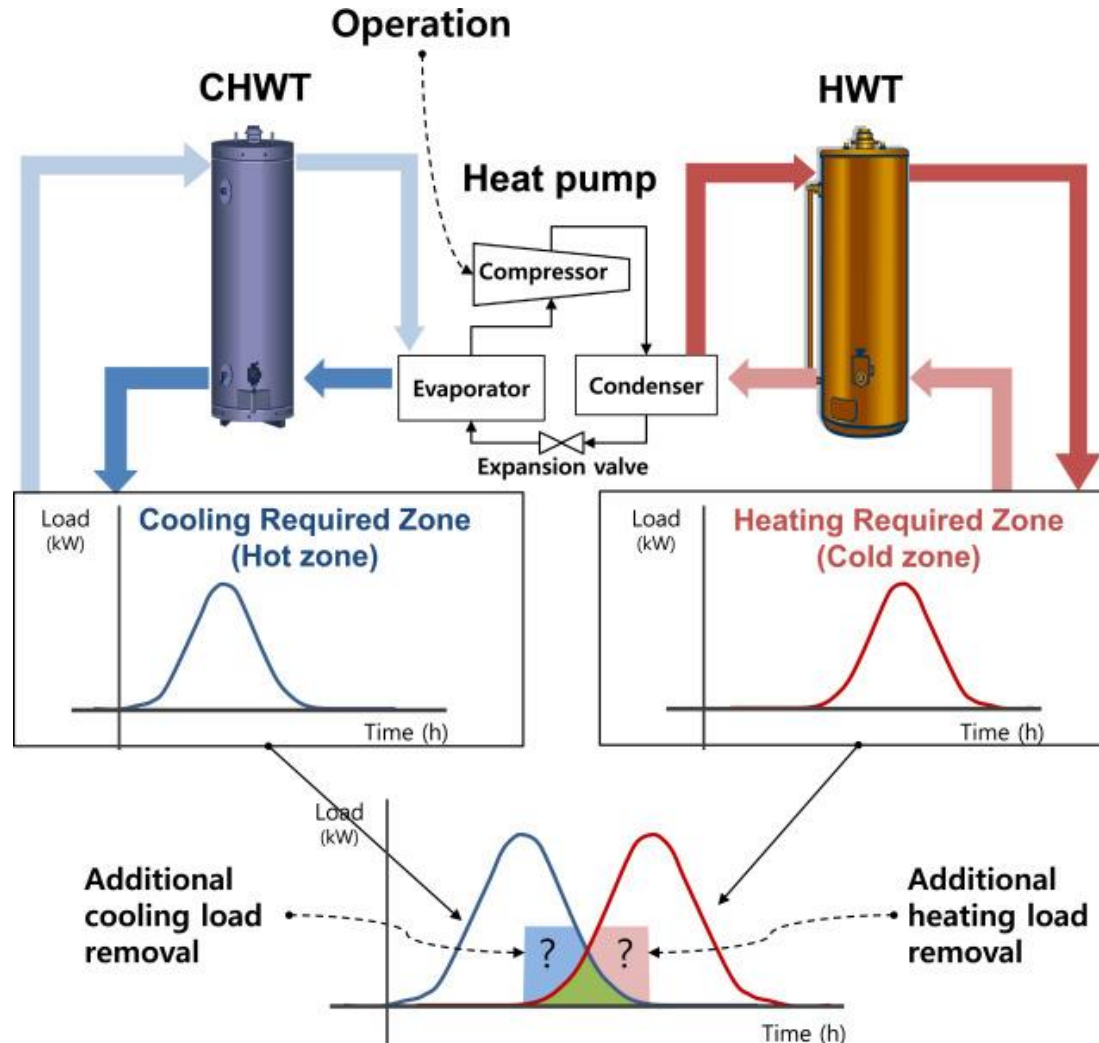 Operation
CHWT
HWT
Heat pump
Compressor
Evaporator
Condenser
Expansion valve
Load
(kW)
Cooling Required Zone
(Hot zone)
Time (h)
Load
(kW)
Heating Required Zone
(Cold zone)
Time (h)
Load
(kW)
Additional
cooling load
removal
?
?
Additional
heating load
removal
Time (h)